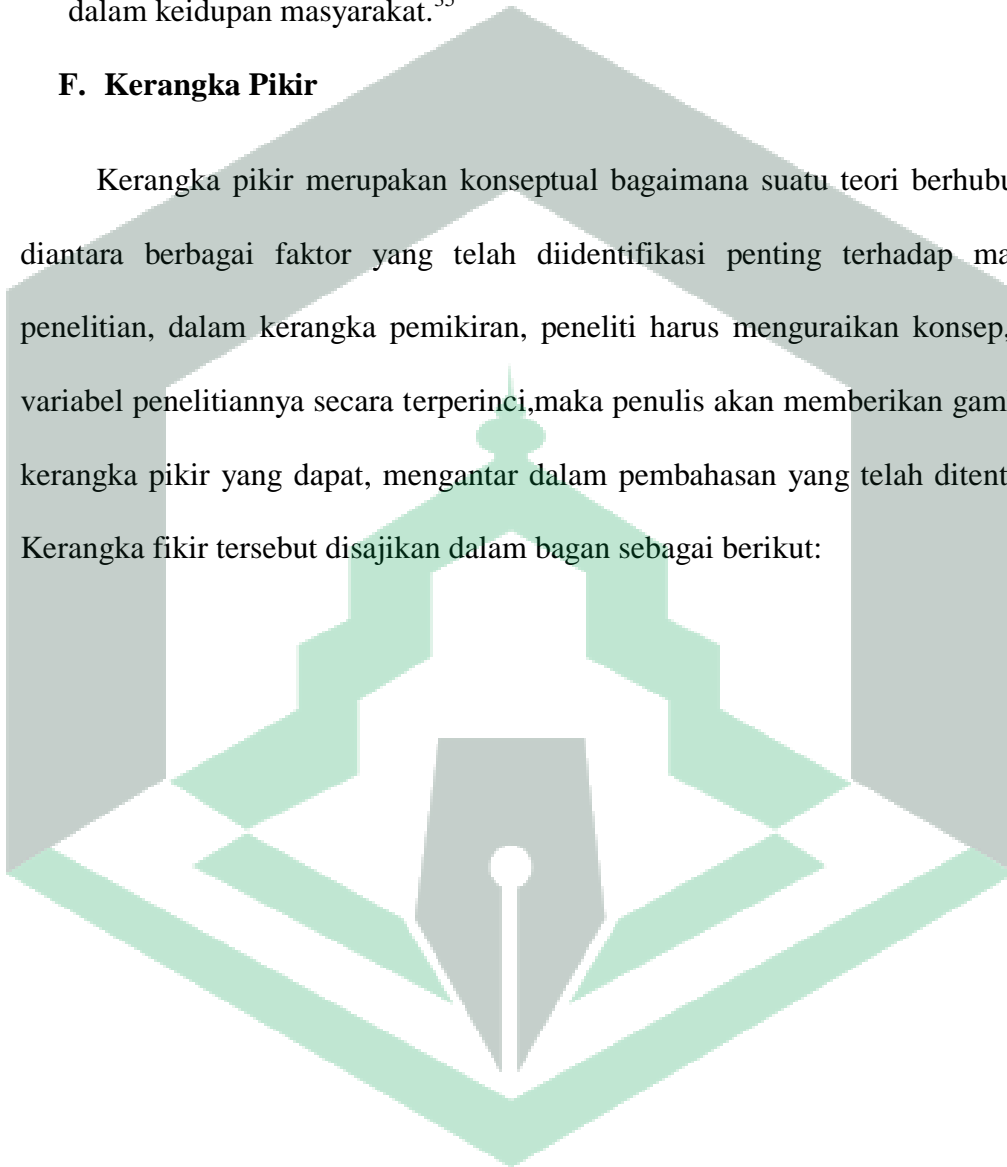 dalam keidupan masyarakat.35
F. Kerangka Pikir
Kerangka pikir merupakan konseptual bagaimana suatu teori berhubu
diantara berbagai faktor yang telah diidentifikasi penting terhadap ma
penelitian, dalam kerangka pemikiran, peneliti harus menguraikan konsep,
variabel penelitiannya secara terperinci,maka penulis akan memberikan gam
kerangka pikir yang dapat, mengantar dalam pembahasan yang telah ditent
Kerangka fikir tersebut disajikan dalam bagan sebagai berikut: